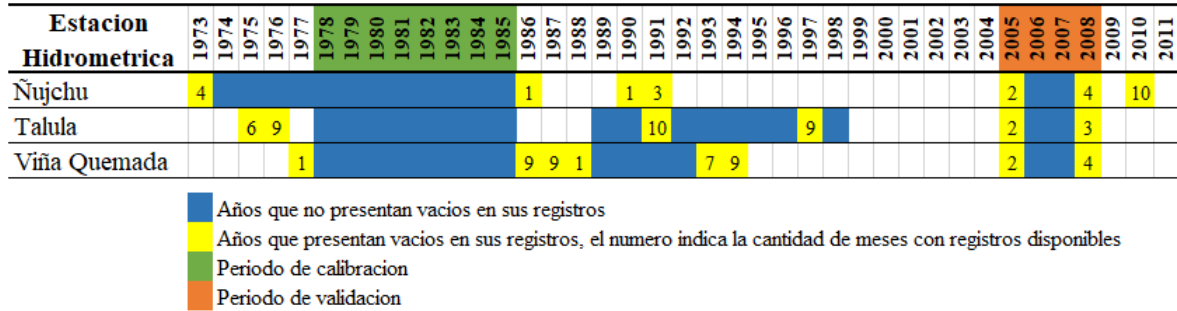 Estacion Hidrometrica 1973 1974 1975 1976 1977 1978 1979 1980 1981 1982 1983 1984 1985 1986 1987 1988 1989 1990 1991 1992 1993 1994 1995 1996 1997 1998 1999 2000 2001 2002 2003 2004 2005 2006 2007 2008 2009 2010 2011
Ñujchu 4 1 1 3 2 4 10
Talula 6 9 10 9 2 3
Viña Quemada 1 9 9 1 7 9 2 4
Años que no presentan vacios en sus registros
Años que presentan vacios en sus registros, el numero indica la cantidad de meses con registros disponibles
Periodo de calibracion
Periodo de validacion